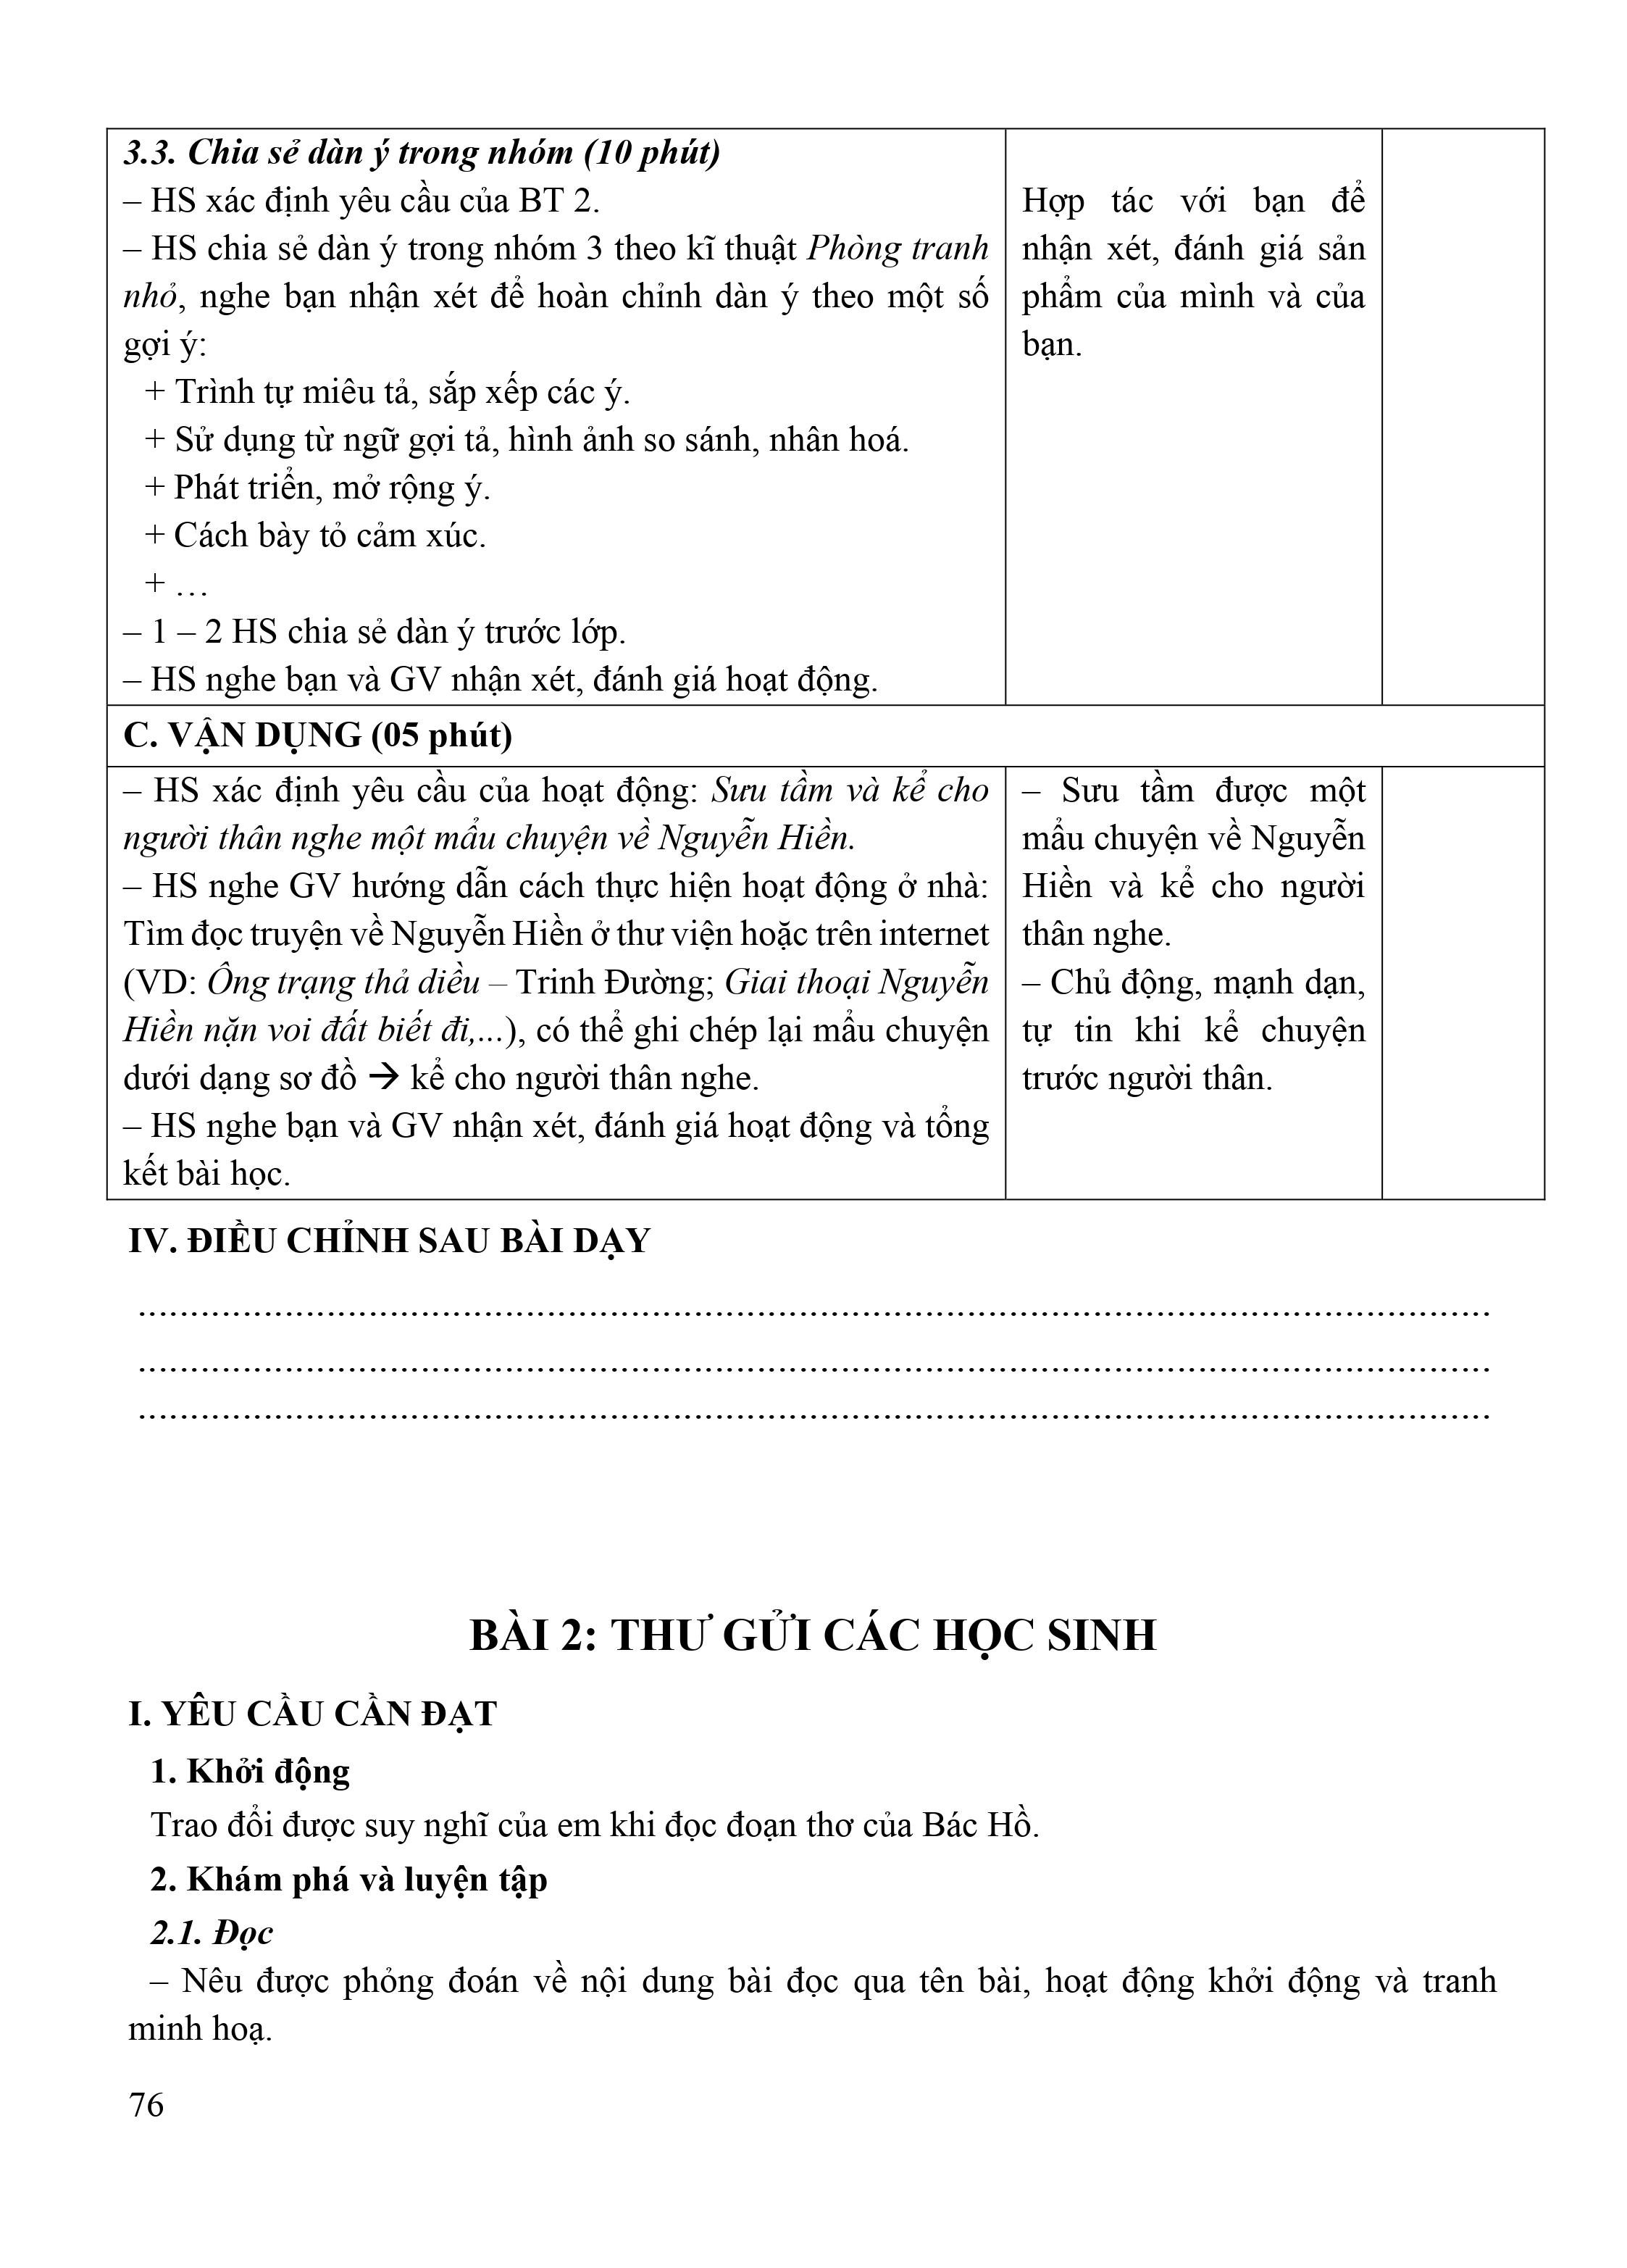 3.3. Chia sẻ dàn ý trong nhóm (10 phút)
– HS xác định yêu cầu của BT 2.
– HS chia sẻ dàn ý trong nhóm 3 theo kĩ thuật Phòng tranh
nhỏ, nghe bạn nhận xét để hoàn chỉnh dàn ý theo một số
gợi ý:
+ Trình tự miêu tả, sắp xếp các ý.
+ Sử dụng từ ngữ gợi tả, hình ảnh so sánh, nhân hoá.
+ Phát triển, mở rộng ý.
+ Cách bày tỏ cảm xúc.
+ …
– 1 – 2 HS chia sẻ dàn ý trước lớp.
– HS nghe bạn và GV nhận xét, đánh giá hoạt động.
Hợp tác với bạn để
nhận xét, đánh giá sản
phẩm của mình và của
bạn.
C. VẬN DỤNG (05 phút)
– HS xác định yêu cầu của hoạt động: Sưu tầm và kể cho
người thân nghe một mẩu chuyện về Nguyễn Hiền.
– HS nghe GV hướng dẫn cách thực hiện hoạt động ở nhà:
Tìm đọc truyện về Nguyễn Hiền ở thư viện hoặc trên internet
(VD: Ông trạng thả diều – Trinh Đường; Giai thoại Nguyễn
Hiền nặn voi đất biết đi,...), có thể ghi chép lại mẩu chuyện
dưới dạng sơ đồ → kể cho người thân nghe.
– HS nghe bạn và GV nhận xét, đánh giá hoạt động và tổng
kết bài học.
– Sưu tầm được một
mẩu chuyện về Nguyễn
Hiền và kể cho người
thân nghe.
– Chủ động, mạnh dạn,
tự tin khi kể chuyện
trước người thân.
IV. ĐIỀU CHỈNH SAU BÀI DẠY
....................................................................................................................................
....................................................................................................................................
....................................................................................................................................
BÀI 2: THƯ GỬI CÁC HỌC SINH
I. YÊU CẦU CẦN ĐẠT
1. Khởi động
Trao đổi được suy nghĩ của em khi đọc đoạn thơ của Bác Hồ.
2. Khám phá và luyện tập
2.1. Đọc
– Nêu được phỏng đoán về nội dung bài đọc qua tên bài, hoạt động khởi động và tranh
minh hoạ.
76